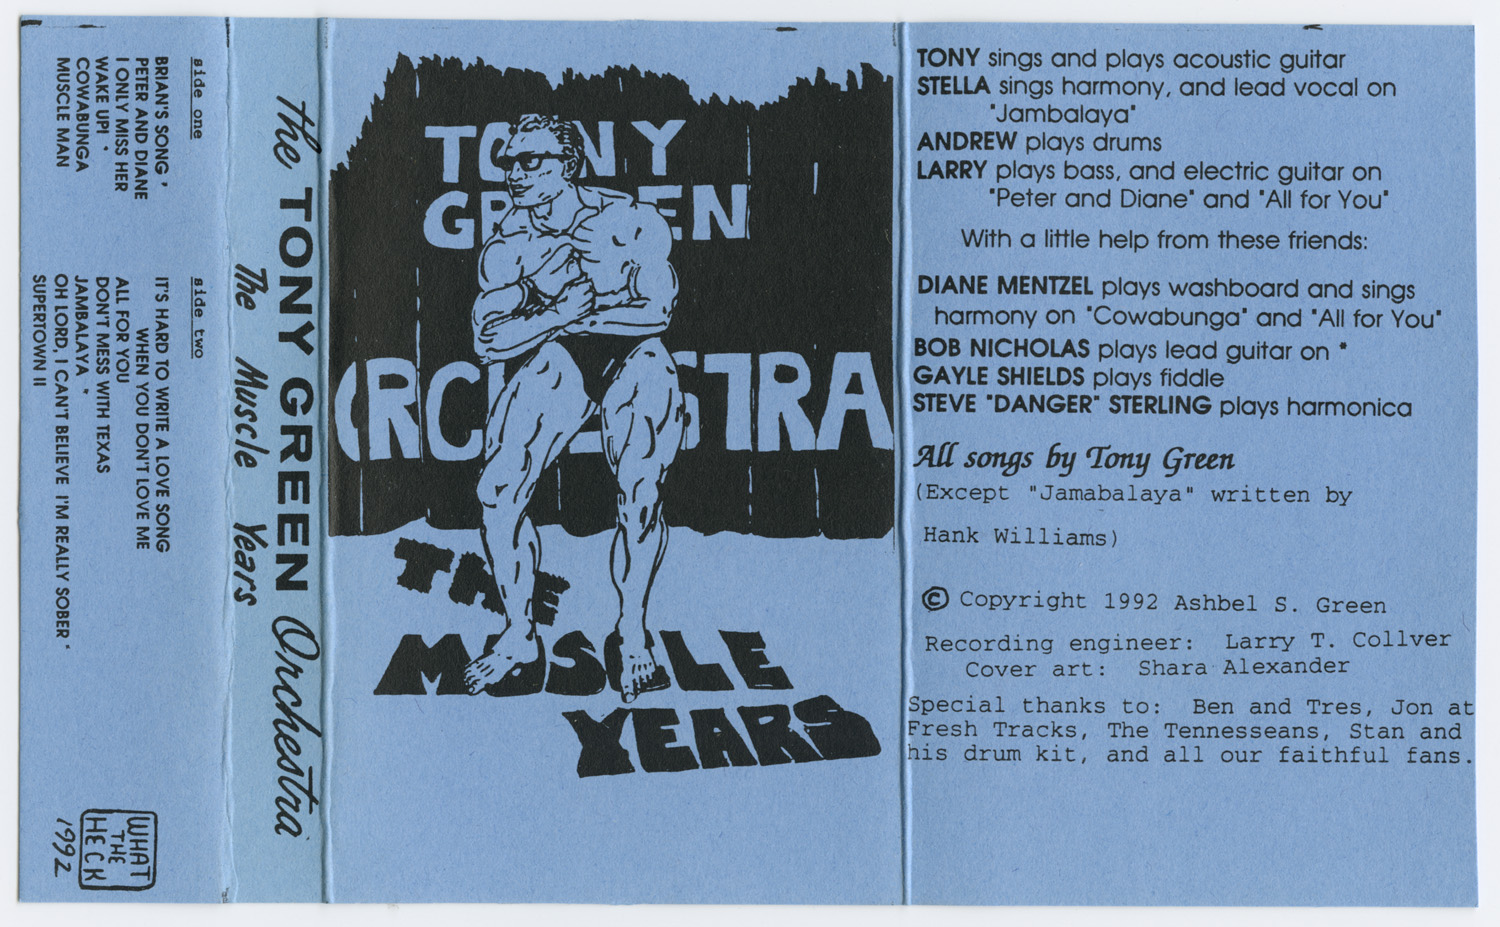 side one
BRIAN'S SONG *
PETER AND DIANE
I ONLY MISS HER
WAKE UP! *
COWABUNGA
MUSCLE MAN
side two
IT'S HARD TO WRITE A LOVE SONG
WHEN YOU DON'T LOVE ME
ALL FOR YOU
DON'T MESS WITH TEXAS
JAMBALAYA *
OH LORD, I CAN'T BELIEVE I'M REALLY SOBER *
SUPERTOWN II
WHAT
THE
HECK
1992
The TONY GREEN Orchestra
The Muscle Years
TONY
GREEN
ORCHESTRA
THE
MUSCLE
YEARS
TONY sings and plays acoustic guitar
STELLA sings harmony, and lead vocal on
"Jambalaya"
ANDREW plays drums
LARRY plays bass, and electric guitar on
"Peter and Diane" and "All for You"
With a little help from these friends:
DIANE MENTZEL plays washboard and sings
harmony on "Cowabunga" and "All for You"
BOB NICHOLAS plays lead guitar on *
GAYLE SHIELDS plays fiddle
STEVE "DANGER" STERLING plays harmonica
All songs by Tony Green
(Except "Jamabalaya" written by
Hank Williams)
© Copyright 1992 Ashbel S. Green
Recording engineer: Larry T. Collver
Cover art: Shara Alexander
Special thanks to: Ben and Tres, Jon at
Fresh Tracks, The Tennesseans, Stan and
his drum kit, and all our faithful fans.